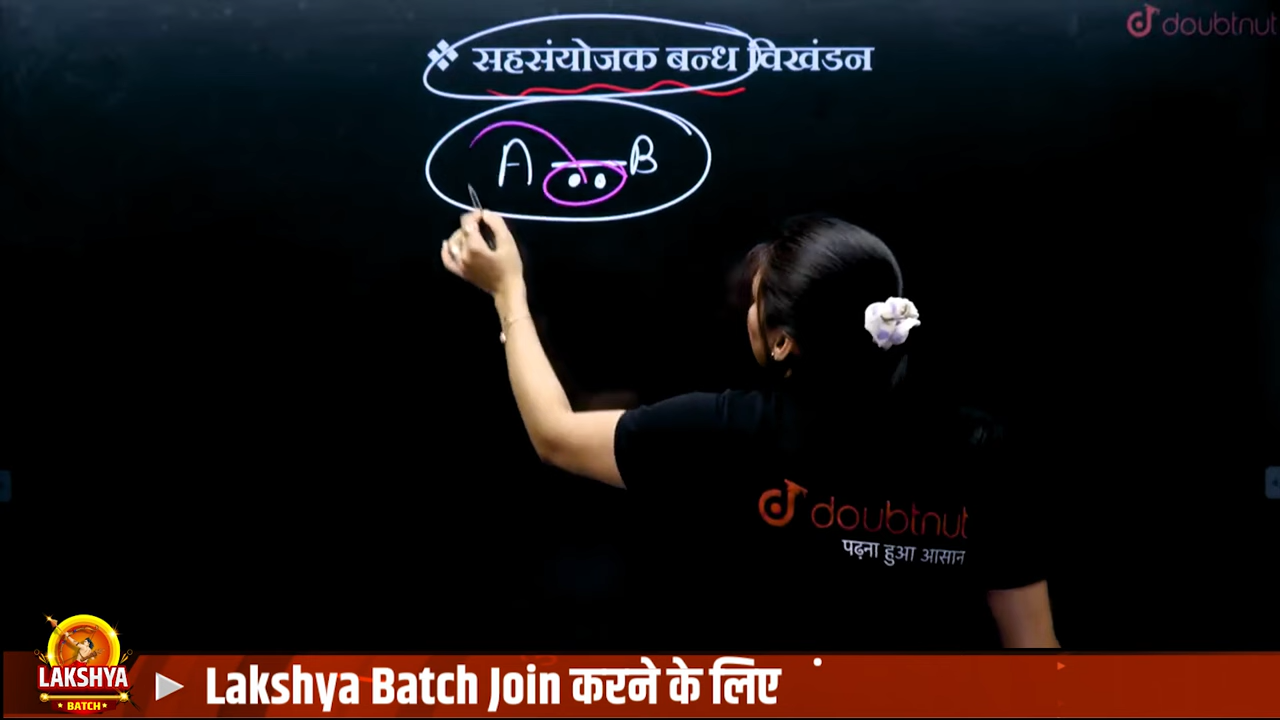 doubtnut
❖ सहसंयोजक बन्ध विखंडन
A — B
doubtnut
पढ़ना हुआ आसान
LAKSHYA
BATCH
Lakshya Batch Join करने के लिए